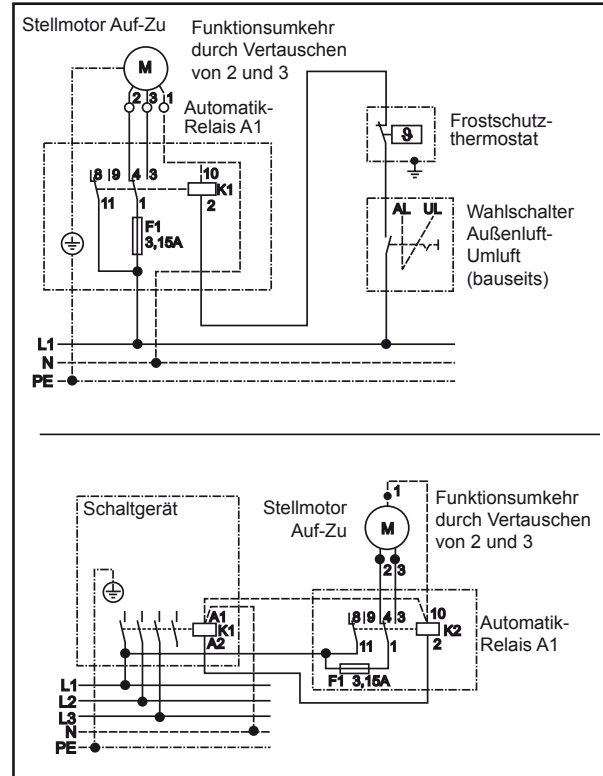 Stellmotor Auf-Zu
Funktionsumkehr
durch Vertauschen
von 2 und 3
M
2 3 1
Automatik-
Relais A1
Frostschutz-
thermostat
ϑ
8 9 4 3 10
K1
11 1 2
F1
3,15A
AL UL
Wahlschalter
Außenluft-
Umluft
(bauseits)
L1
N
PE
Schaltgerät
Stellmotor
Auf-Zu
1
M
2 3
Funktionsumkehr
durch Vertauschen
von 2 und 3
A1
K1
A2
8 9 4 3 10
K2
11 1 2
F1 3,15A
Automatik-
Relais A1
L1
L2
L3
N
PE